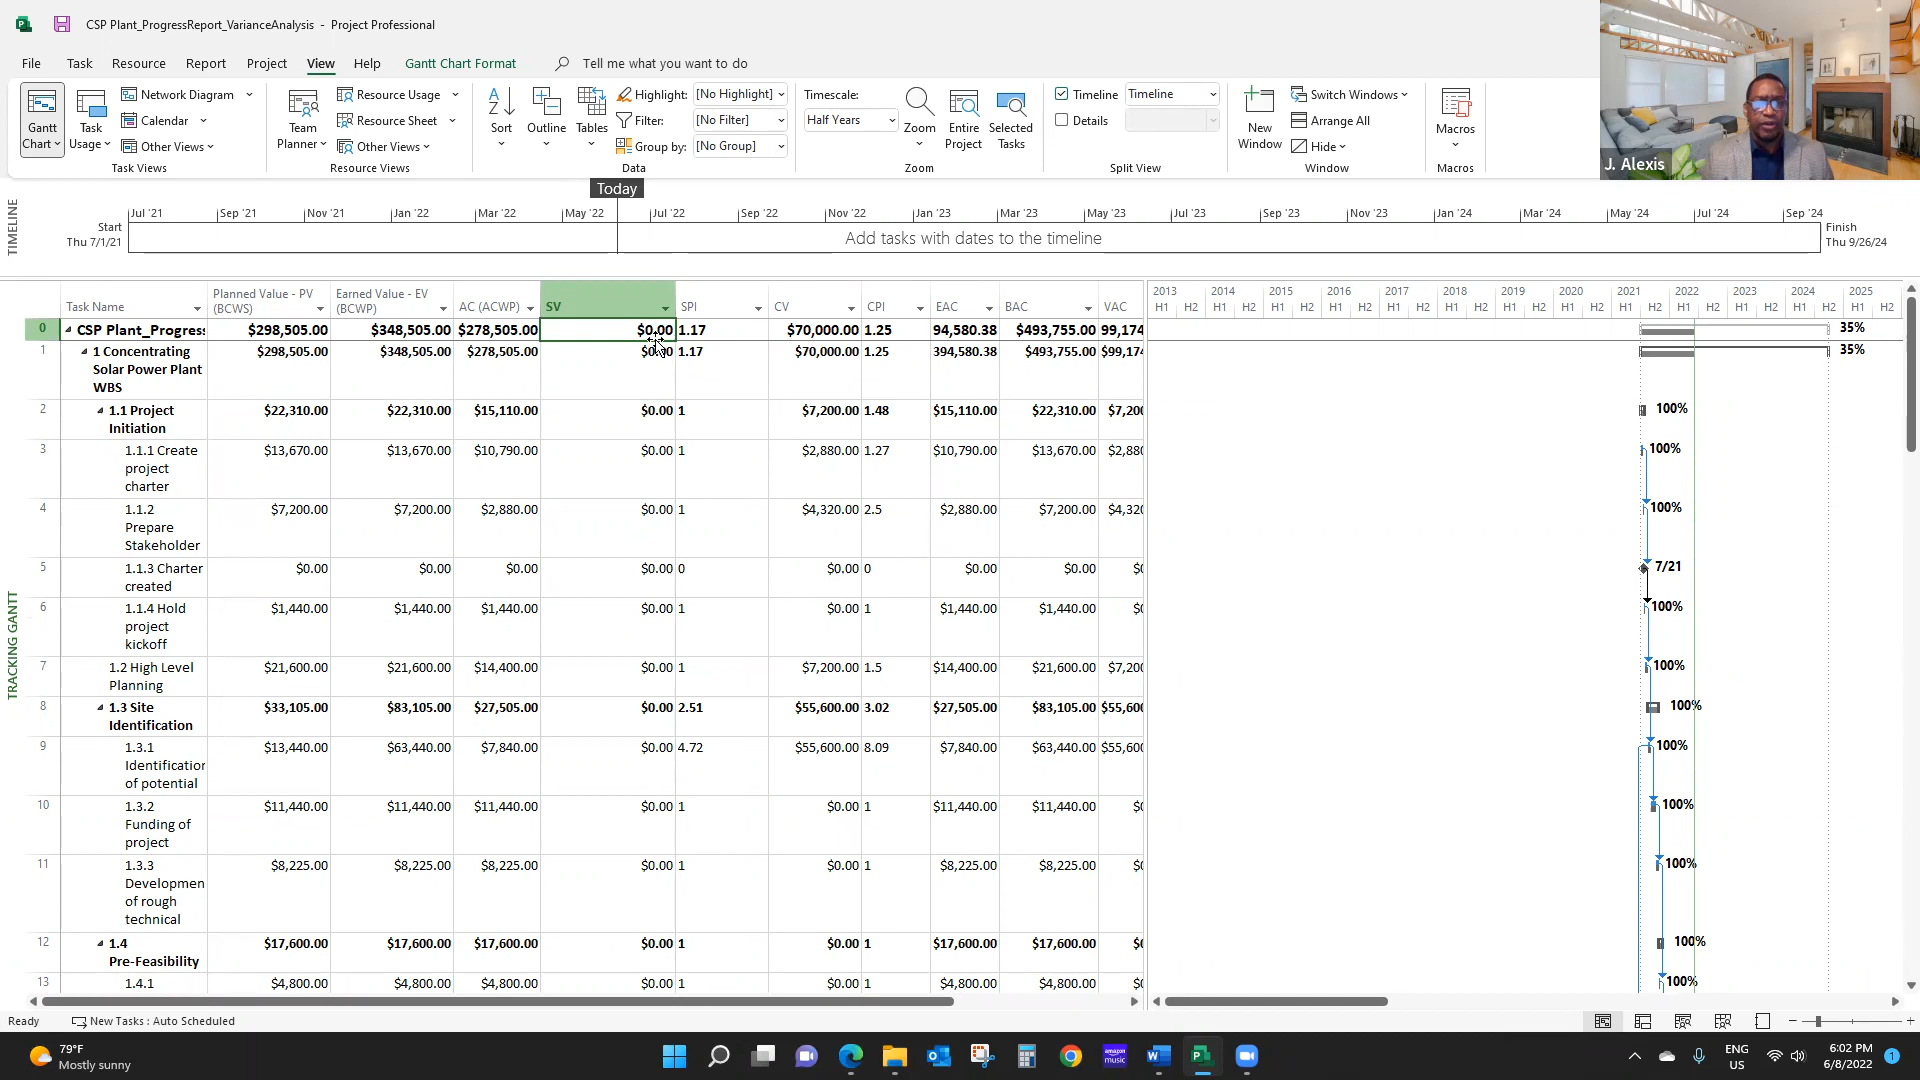 CSP Plant_ProgressReport_VarianceAnalysis - Project Professional
File Task Resource Report Project View Help Gantt Chart Format Tell me what you want to do
Gantt Chart
Task Usage
Network Diagram
Calendar
Other Views
Task Views
Team Planner
Resource Usage
Resource Sheet
Other Views
Resource Views
Sort
Outline
Tables
Highlight: [No Highlight]
Filter: [No Filter]
Group by: [No Group]
Data
Timescale:
Half Years
Zoom
Entire Project
Selected Tasks
Zoom
Timeline Timeline
Details
Split View
New Window
Switch Windows
Arrange All
Hide
Window
Macros
Macros
J. Alexis
Today
TIMELINE
Jul '21 Sep '21 Nov '21 Jan '22 Mar '22 May '22 Jul '22 Sep '22 Nov '22 Jan '23 Mar '23 May '23 Jul '23 Sep '23 Nov '23 Jan '24 Mar '24 May '24 Jul '24 Sep '24
Start
Thu 7/1/21
Add tasks with dates to the timeline
Finish
Thu 9/26/24
TRACKING GANTT
Task Name Planned Value - PV (BCWS) Earned Value - EV (BCWP) AC (ACWP) SV SPI CV CPI EAC BAC VAC
2013 2014 2015 2016 2017 2018 2019 2020 2021 2022 2023 2024 2025
H1 H2 H1 H2 H1 H2 H1 H2 H1 H2 H1 H2 H1 H2 H1 H2 H1 H2 H1 H2 H1 H2 H1 H2 H1 H2
0 CSP Plant_Progres $298,505.00 $348,505.00 $278,505.00 $0.00 1.17 $70,000.00 1.25 94,580.38 $493,755.00 99,174 35%
1 1 Concentrating Solar Power Plant WBS $298,505.00 $348,505.00 $278,505.00 $0.00 1.17 $70,000.00 1.25 394,580.38 $493,755.00 $99,174 35%
2 1.1 Project Initiation $22,310.00 $22,310.00 $15,110.00 $0.00 1 $7,200.00 1.48 $15,110.00 $22,310.00 $7,200 100%
3 1.1.1 Create project charter $13,670.00 $13,670.00 $10,790.00 $0.00 1 $2,880.00 1.27 $10,790.00 $13,670.00 $2,880 100%
4 1.1.2 Prepare Stakeholder $7,200.00 $7,200.00 $2,880.00 $0.00 1 $4,320.00 2.5 $2,880.00 $7,200.00 $4,320 100%
5 1.1.3 Charter created $0.00 $0.00 $0.00 $0.00 0 $0.00 0 $0.00 $0.00 $0 7/21
6 1.1.4 Hold project kickoff $1,440.00 $1,440.00 $1,440.00 $0.00 1 $0.00 1 $1,440.00 $1,440.00 $0 100%
7 1.2 High Level Planning $21,600.00 $21,600.00 $14,400.00 $0.00 1 $7,200.00 1.5 $14,400.00 $21,600.00 $7,200 100%
8 1.3 Site Identification $33,105.00 $83,105.00 $27,505.00 $0.00 2.51 $55,600.00 3.02 $27,505.00 $83,105.00 $55,600 100%
9 1.3.1 Identification of potential $13,440.00 $63,440.00 $7,840.00 $0.00 4.72 $55,600.00 8.09 $7,840.00 $63,440.00 $55,600 100%
10 1.3.2 Funding of project $11,440.00 $11,440.00 $11,440.00 $0.00 1 $0.00 1 $11,440.00 $11,440.00 $0 100%
11 1.3.3 Developmen of rough technical $8,225.00 $8,225.00 $8,225.00 $0.00 1 $0.00 1 $8,225.00 $8,225.00 $0 100%
12 1.4 Pre-Feasibility $17,600.00 $17,600.00 $17,600.00 $0.00 1 $0.00 1 $17,600.00 $17,600.00 $0 100%
13 1.4.1 $4,800.00 $4,800.00 $4,800.00 $0.00 1 $0.00 1 $4,800.00 $4,800.00 $0 100%
Ready New Tasks : Auto Scheduled
79°F
Mostly sunny
amazon music
ENG
US
6:02 PM
6/8/2022
1